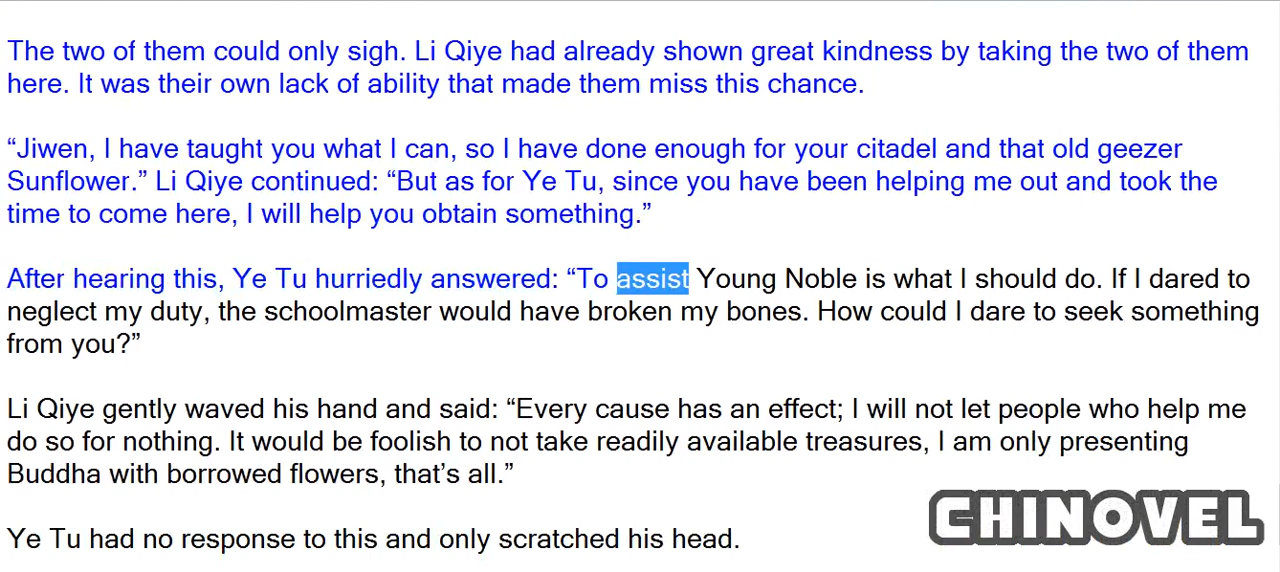 The two of them could only sigh. Li Qiye had already shown great kindness by taking the two of them
here. It was their own lack of ability that made them miss this chance.
“Jiwen, I have taught you what I can, so I have done enough for your citadel and that old geezer
Sunflower.” Li Qiye continued: “But as for Ye Tu, since you have been helping me out and took the
time to come here, I will help you obtain something.”
After hearing this, Ye Tu hurriedly answered: “To assist Young Noble is what I should do. If I dared to
neglect my duty, the schoolmaster would have broken my bones. How could I dare to seek something
from you?”
Li Qiye gently waved his hand and said: “Every cause has an effect; I will not let people who help me
do so for nothing. It would be foolish to not take readily available treasures, I am only presenting
Buddha with borrowed flowers, that’s all.”
Ye Tu had no response to this and only scratched his head.
CHINOVEL